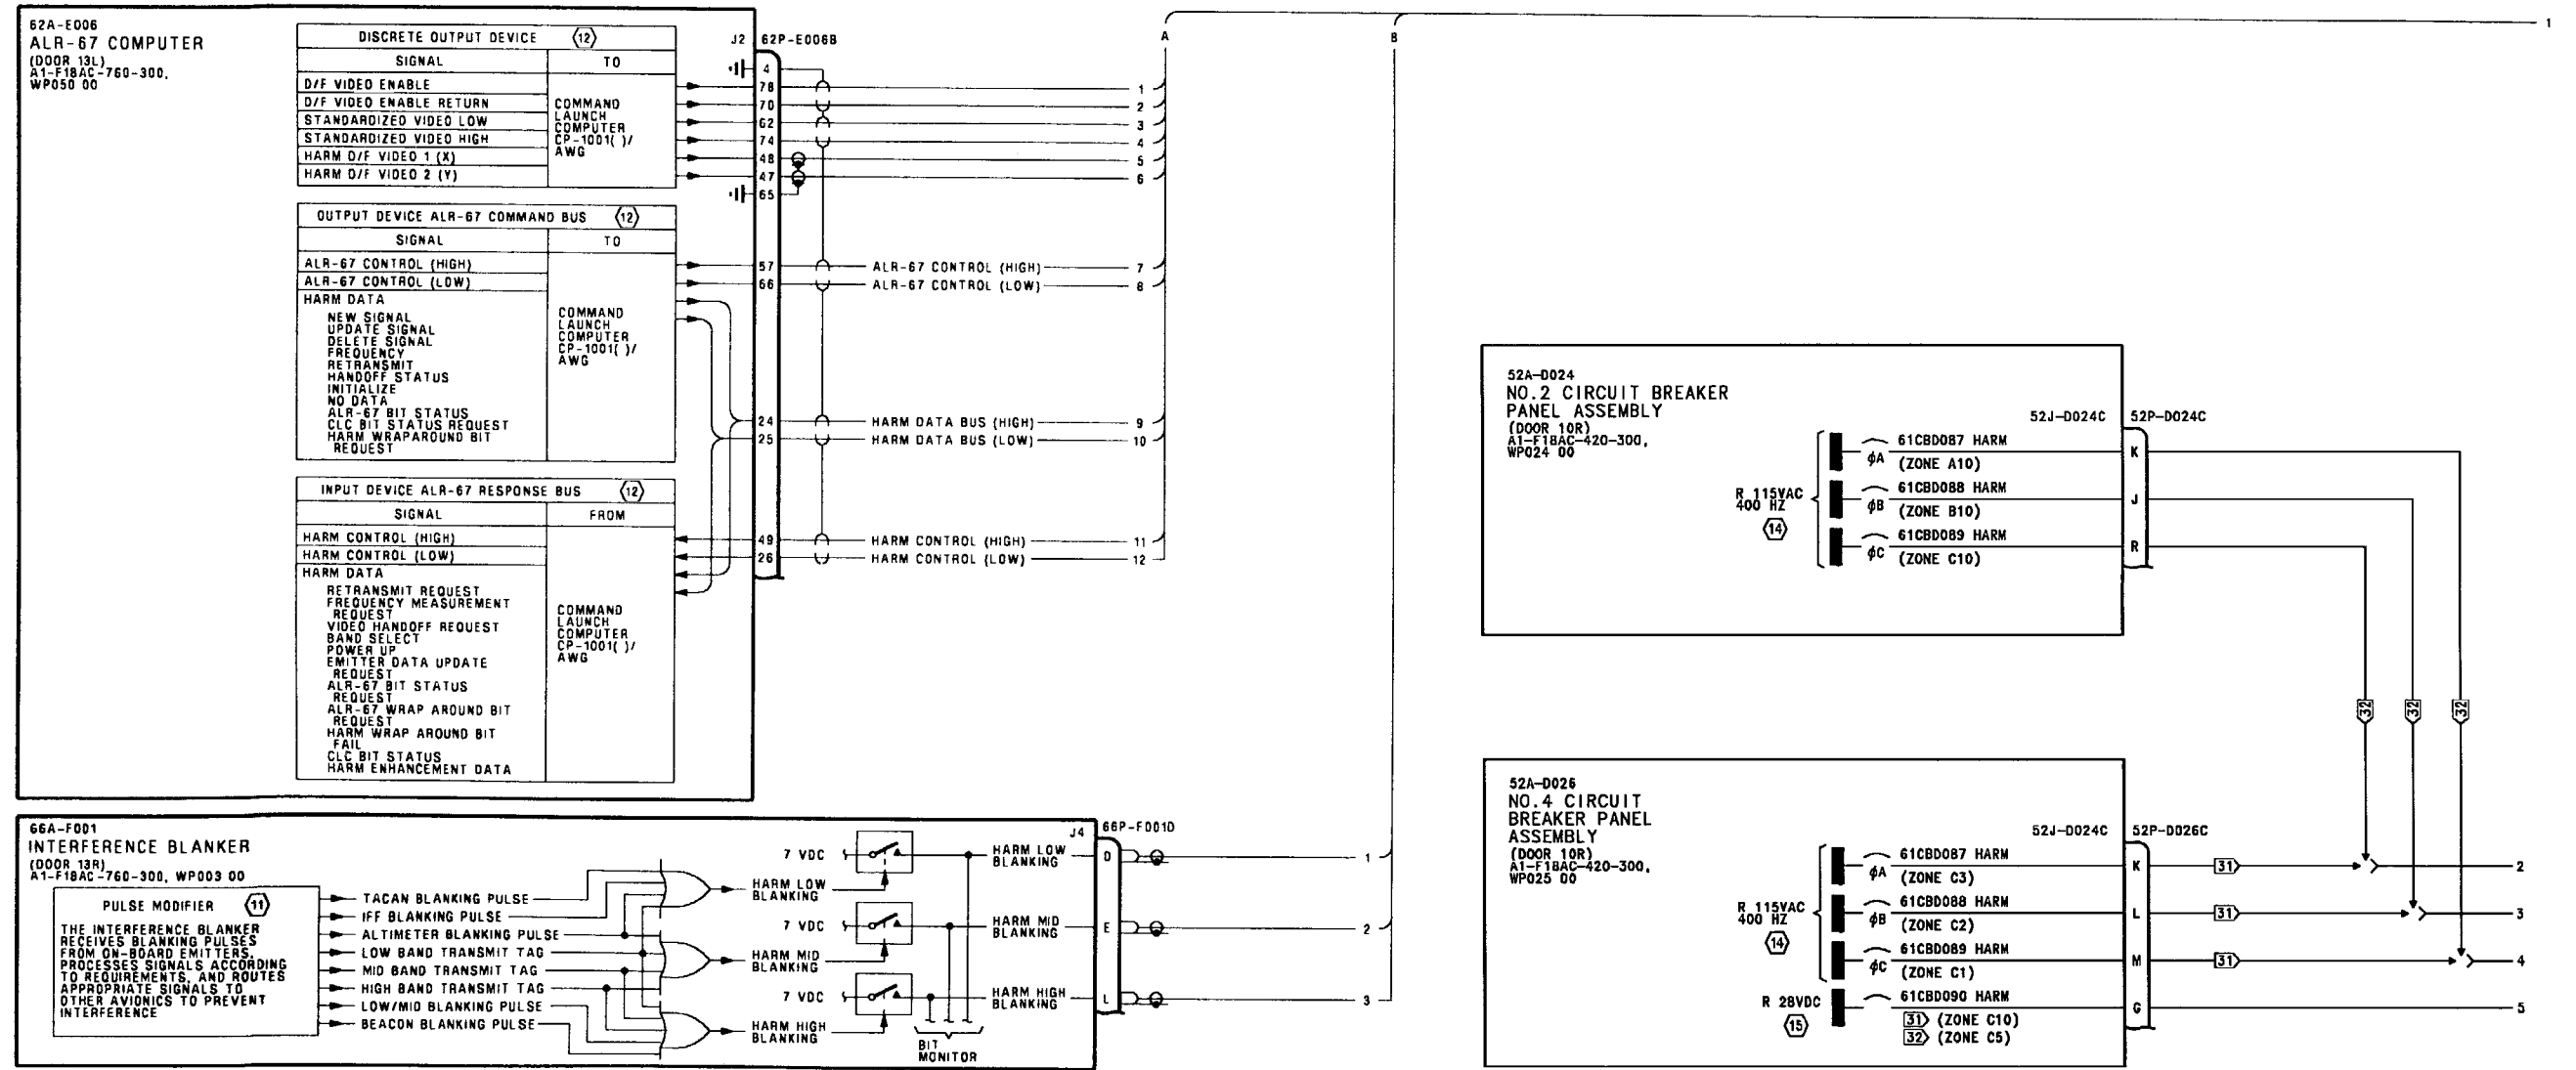 62A-E006
ALR-67 COMPUTER
(DOOR 13L)
A1-F18AC-760-300,
WP050 00
DISCRETE OUTPUT DEVICE 12
SIGNAL TO
D/F VIDEO ENABLE
D/F VIDEO ENABLE RETURN
STANDARDIZED VIDEO LOW
STANDARDIZED VIDEO HIGH
HARM D/F VIDEO 1 (X)
HARM D/F VIDEO 2 (Y)
COMMAND
LAUNCH
COMPUTER
CP-1001( )/
AWG
OUTPUT DEVICE ALR-67 COMMAND BUS 12
SIGNAL TO
ALR-67 CONTROL (HIGH)
ALR-67 CONTROL (LOW)
HARM DATA
NEW SIGNAL
UPDATE SIGNAL
DELETE SIGNAL
FREQUENCY
RETRANSMIT
HANDOFF STATUS
INITIALIZE
NO DATA
ALR-67 BIT STATUS
CLC BIT STATUS REQUEST
HARM WRAPAROUND BIT
REQUEST
COMMAND
LAUNCH
COMPUTER
CP-1001( )/
AWG
INPUT DEVICE ALR-67 RESPONSE BUS 12
SIGNAL FROM
HARM CONTROL (HIGH)
HARM CONTROL (LOW)
HARM DATA
RETRANSMIT REQUEST
FREQUENCY MEASUREMENT
REQUEST
VIDEO HANDOFF REQUEST
BAND SELECT
POWER UP
EMITTER DATA UPDATE
REQUEST
ALR-67 BIT STATUS
REQUEST
ALR-67 WRAP AROUND BIT
REQUEST
HARM WRAP AROUND BIT
FAIL
CLC BIT STATUS
HARM ENHANCEMENT DATA
COMMAND
LAUNCH
COMPUTER
CP-1001( )/
AWG
J2 62P-E006B
4
78
70
62
74
48
47
65
57 ALR-67 CONTROL (HIGH) 7
66 ALR-67 CONTROL (LOW) 8
24 HARM DATA BUS (HIGH) 9
25 HARM DATA BUS (LOW) 10
49 HARM CONTROL (HIGH) 11
26 HARM CONTROL (LOW) 12
A
1
2
3
4
5
6
B
1
66A-F001
INTERFERENCE BLANKER
(DOOR 13R)
A1-F18AC-760-300, WP003 00
PULSE MODIFIER 11
THE INTERFERENCE BLANKER
RECEIVES BLANKING PULSES
FROM ON-BOARD EMITTERS,
PROCESSES SIGNALS ACCORDING
TO REQUIREMENTS, AND ROUTES
APPROPRIATE SIGNALS TO
OTHER AVIONICS TO PREVENT
INTERFERENCE
TACAN BLANKING PULSE
IFF BLANKING PULSE
ALTIMETER BLANKING PULSE
LOW BAND TRANSMIT TAG
MID BAND TRANSMIT TAG
HIGH BAND TRANSMIT TAG
LOW/MID BLANKING PULSE
BEACON BLANKING PULSE
HARM LOW
BLANKING
HARM MID
BLANKING
HARM HIGH
BLANKING
7 VDC
7 VDC
7 VDC
BIT
MONITOR
HARM LOW
BLANKING
HARM MID
BLANKING
HARM HIGH
BLANKING
J4 66P-F001D
D 1
E 2
L 3
52A-D024
NO.2 CIRCUIT BREAKER
PANEL ASSEMBLY
(DOOR 10R)
A1-F18AC-420-300,
WP024 00
52J-D024C 52P-D024C
R 115VAC
400 HZ
14
61CBD087 HARM K
ϕA (ZONE A10)
61CBD088 HARM J
ϕB (ZONE B10)
61CBD089 HARM R
ϕC (ZONE C10)
32 32 32
52A-D026
NO.4 CIRCUIT
BREAKER PANEL
ASSEMBLY
(DOOR 10R)
A1-F18AC-420-300,
WP025 00
52J-D024C 52P-D026C
R 115VAC
400 HZ
14
61CBD087 HARM K 31 2
ϕA (ZONE C3)
61CBD088 HARM L 31 3
ϕB (ZONE C2)
61CBD089 HARM M 31 4
ϕC (ZONE C1)
R 28VDC
15
61CBD090 HARM G 5
31 (ZONE C10)
32 (ZONE C5)